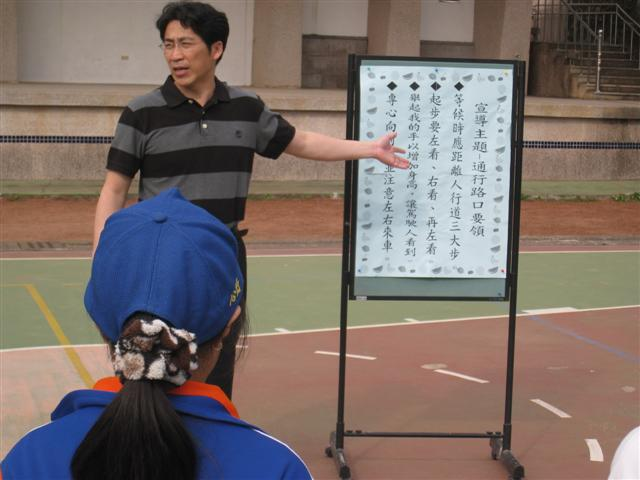 宣導主題-通行路口要領
◆等候時應距離人行道三大步
◆起步要左看、右看、再左看
◆舉起我的手以增加身高，讓駕駛人看到
◆專心向 並注意左右來車